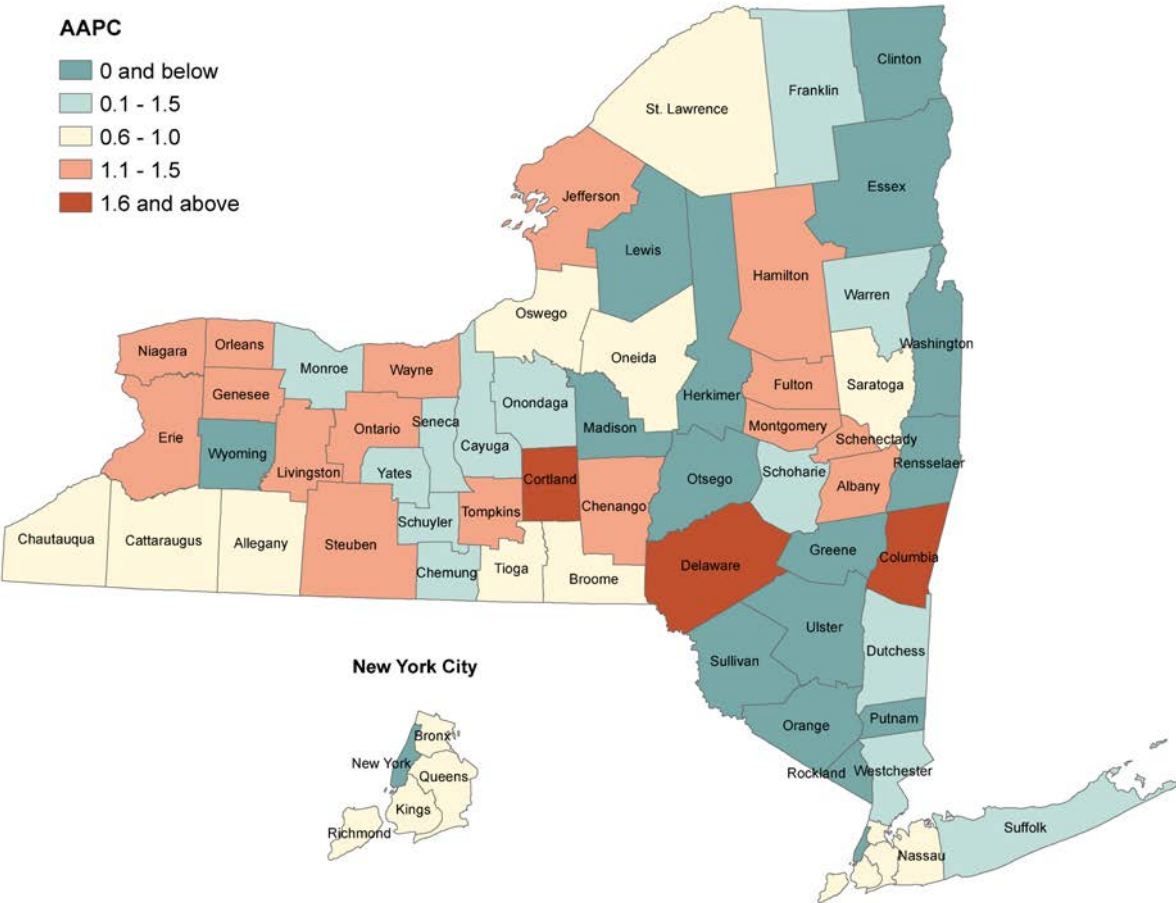 AAPC
0 and below
0.1 - 1.5
0.6 - 1.0
1.1 - 1.5
1.6 and above
Clinton
Franklin
St. Lawrence
Essex
Jefferson
Lewis
Hamilton
Warren
Oswego
Washington
Oneida
Niagara
Orleans
Monroe
Wayne
Saratoga
Fulton
Genesee
Herkimer
Onondaga
Seneca
Madison
Montgomery
Ontario
Erie
Schenectady
Cayuga
Wyoming
Rensselaer
Livingston
Yates
Schoharie
Cortland
Otsego
Albany
Chenango
Tompkins
Schuyler
Chautauqua
Cattaraugus
Allegany
Steuben
Greene
Columbia
Delaware
Tioga
Chemung
Broome
Ulster
Dutchess
Sullivan
New York City
Putnam
Orange
Bronx
New York
Rockland
Westchester
Queens
Kings
Richmond
Suffolk
Nassau